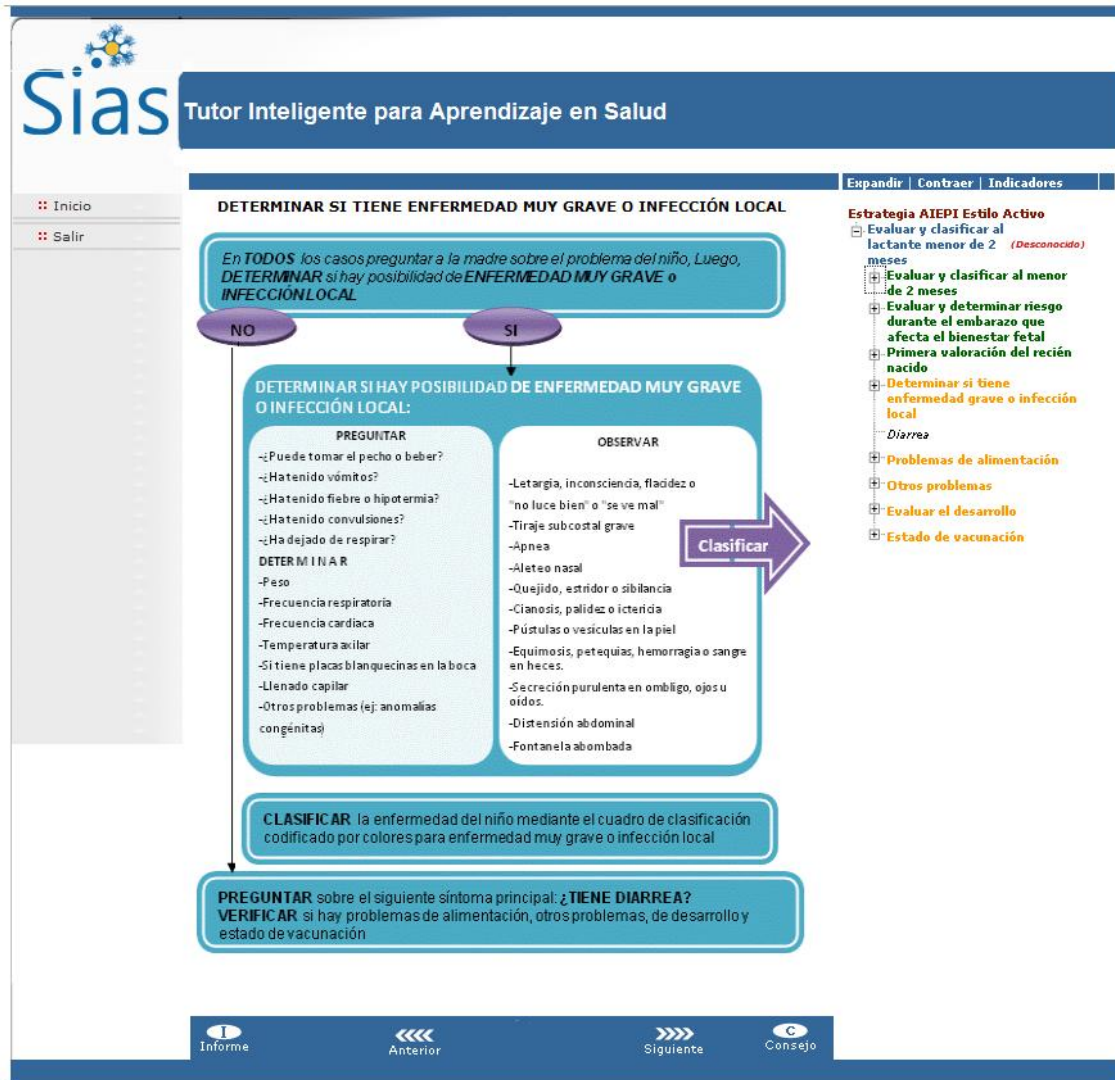 Sias
Tutor Inteligente para Aprendizaje en Salud
Inicio
Salir
DETERMINAR SI TIENE ENFERMEDAD MUY GRAVE O INFECCIÓN LOCAL
En TODOS los casos preguntar a la madre sobre el problema del niño, Luego,
DETERMINAR si hay posibilidad de ENFERMEDAD MUY GRAVE o
INFECCIÓN LOCAL
NO
SI
DETERMINAR SI HAY POSIBILIDAD DE ENFERMEDAD MUY GRAVE
O INFECCIÓN LOCAL:
PREGUNTAR
-¿Puede tomar el pecho o beber?
-¿Ha tenido vómitos?
-¿Ha tenido fiebre o hipotermia?
-¿Ha tenido convulsiones?
-¿Ha dejado de respirar?
DETERMINAR
-Peso
-Frecuencia respiratoria
-Frecuencia cardiaca
-Temperatura axilar
-Si tiene placas blanquecinas en la boca
-Llenado capilar
-Otros problemas (ej: anomalías
congénitas)
OBSERVAR
-Letargia, inconsciencia, flacidez o
"no luce bien" o "se ve mal"
-Tiraje subcostal grave
-Apnea
-Aleteo nasal
-Quejido, estridor o sibilancia
-Cianosis, palidez o ictericia
-Pústulas o vesículas en la piel
-Equimosis, petequias, hemorragia o sangre
en heces.
-Secreción purulenta en ombligo, ojos u
oídos.
-Distensión abdominal
-Fontanela abombada
Clasificar
CLASIFICAR la enfermedad del niño mediante el cuadro de clasificación
codificado por colores para enfermedad muy grave o infección local
PREGUNTAR sobre el siguiente síntoma principal: ¿TIENE DIARREA?
VERIFICAR si hay problemas de alimentación, otros problemas, de desarrollo y
estado de vacunación
Expandir | Contraer | Indicadores
Estrategia AIEPI Estilo Activo
Evaluar y clasificar al
lactante menor de 2 (Desconocido)
meses
Evaluar y clasificar al menor
de 2 meses
Evaluar y determinar riesgo
durante el embarazo que
afecta el bienestar fetal
Primera valoración del recién
nacido
Determinar si tiene
enfermedad grave o infección
local
Diarrea
Problemas de alimentación
Otros problemas
Evaluar el desarrollo
Estado de vacunación
I
Informe
Anterior
Siguiente
C
Consejo